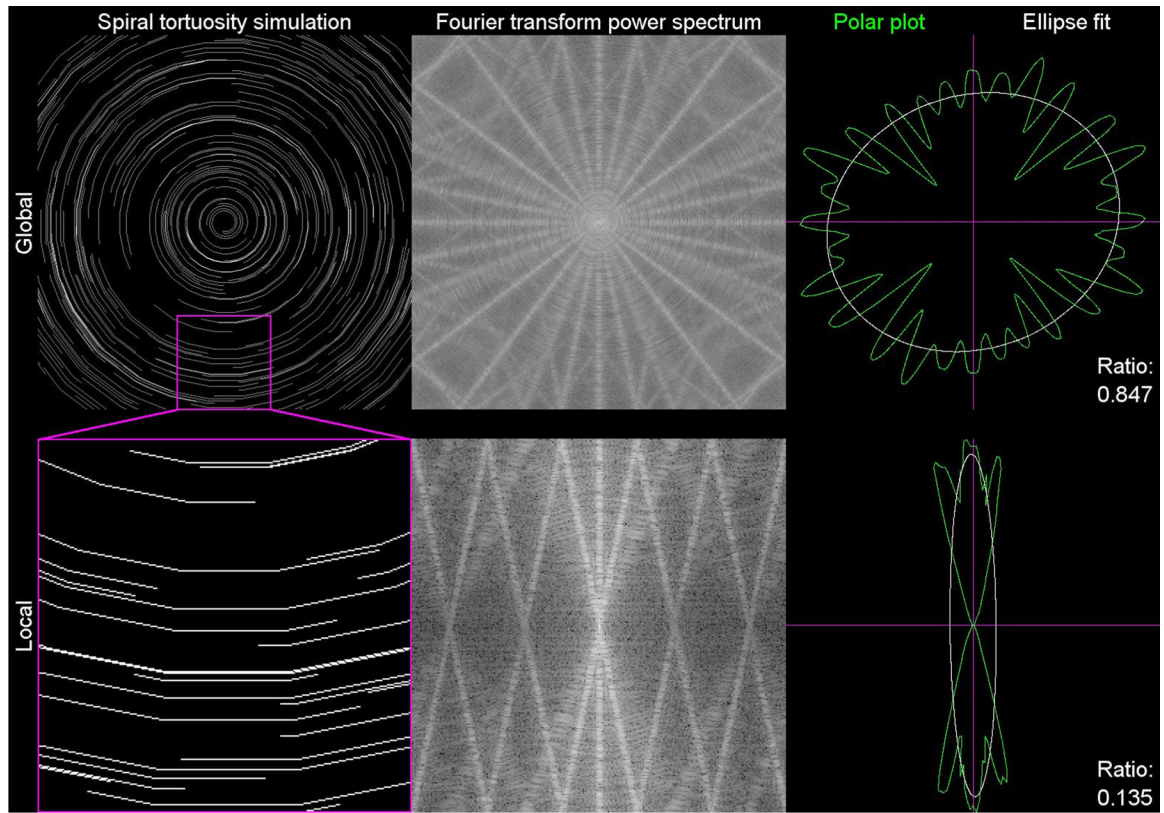 Spiral tortuosity simulation
Fourier transform power spectrum
Polar plot
Ellipse fit
Global
Ratio:
0.847
Local
Ratio:
0.135